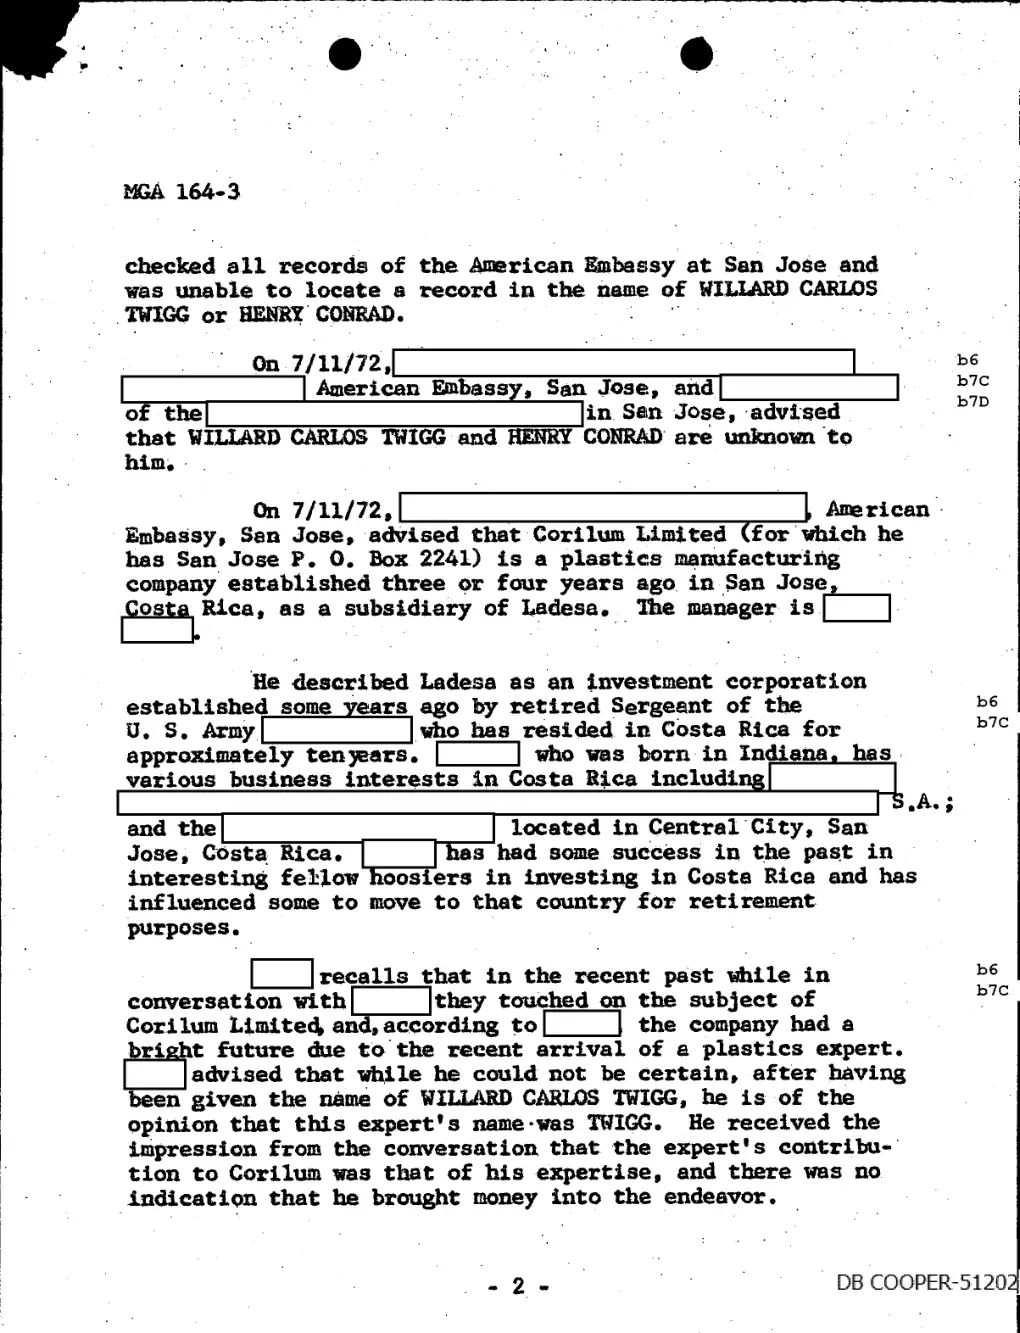 MGA 164-3
checked all records of the American Embassy at San Jose and
was unable to locate a record in the name of WILLARD CARLOS
TWIGG or HENRY CONRAD.
On 7/11/72,
b6
American Embassy, San Jose, and
b7C
of the in San Jose, advised
b7D
that WILLARD CARLOS TWIGG and HENRY CONRAD are unknown to
him.
On 7/11/72, , American
Embassy, San Jose, advised that Corilum Limited (for which he
has San Jose P. O. Box 2241) is a plastics manufacturing
company established three or four years ago in San Jose,
Costa Rica, as a subsidiary of Ladesa. The manager is
.
He described Ladesa as an investment corporation
established some years ago by retired Sergeant of the
b6
U. S. Army who has resided in Costa Rica for
b7C
approximately tenyears. who was born in Indiana, has
various business interests in Costa Rica including
S.A.;
and the located in Central City, San
Jose, Costa Rica. has had some success in the past in
interesting fellow hoosiers in investing in Costa Rica and has
influenced some to move to that country for retirement
purposes.
recalls that in the recent past while in
b6
conversation with they touched on the subject of
b7C
Corilum Limited, and, according to the company had a
bright future due to the recent arrival of a plastics expert.
advised that while he could not be certain, after having
been given the name of WILLARD CARLOS TWIGG, he is of the
opinion that this expert's name was TWIGG. He received the
impression from the conversation that the expert's contribu-
tion to Corilum was that of his expertise, and there was no
indication that he brought money into the endeavor.
- 2 -
DB COOPER-51202